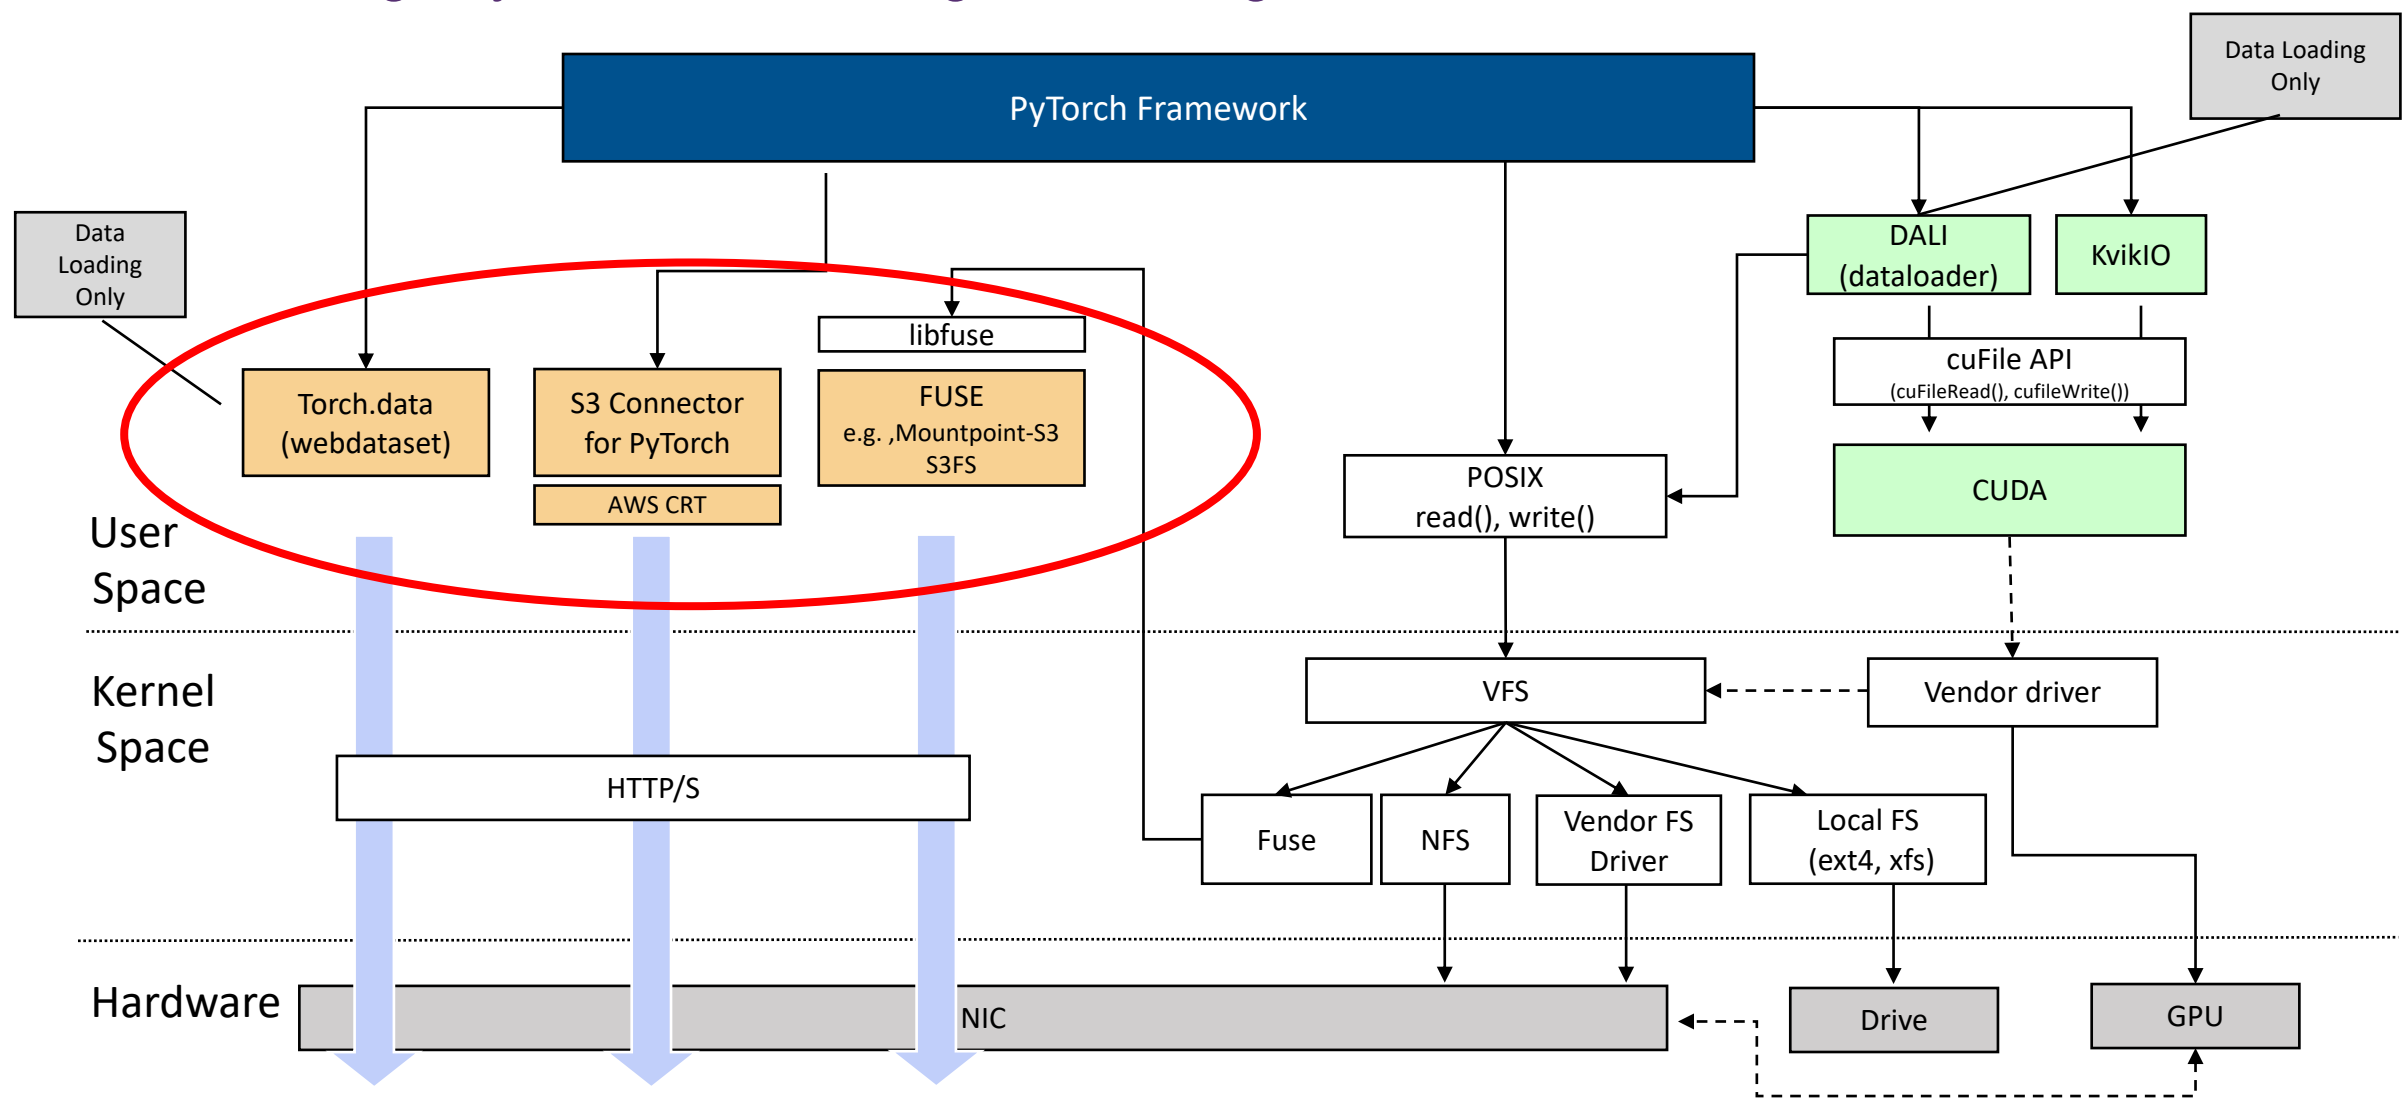 PyTorch Framework
Data Loading
Only
Data
Loading
Only
DALI
(dataloader)
KvikIO
libfuse
cuFile API
(cuFileRead(), cufileWrite())
Torch.data
(webdataset)
S3 Connector
for PyTorch
AWS CRT
FUSE
e.g. ,Mountpoint-S3
S3FS
POSIX
read(), write()
CUDA
User
Space
Kernel
Space
VFS
Vendor driver
HTTP/S
Fuse
NFS
Vendor FS
Driver
Local FS
(ext4, xfs)
Hardware
NIC
Drive
GPU